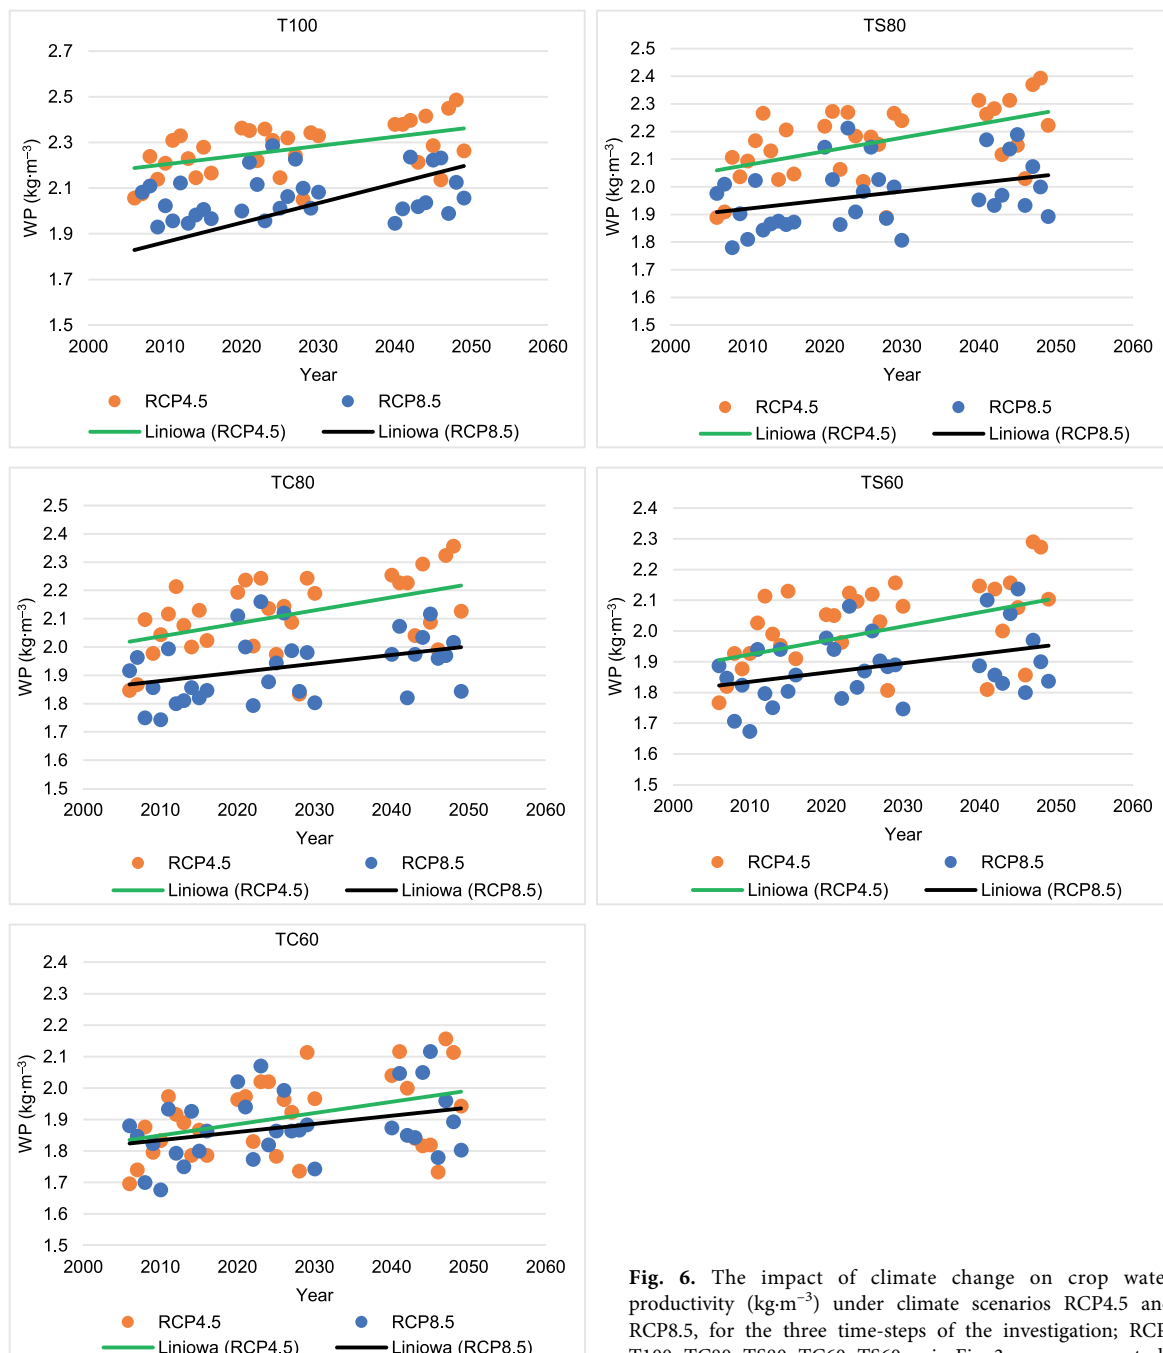 T100
2.7
2.5
2.3
2.1
1.9
1.7
1.5
WP (kg·m⁻³)
2000 2010 2020 2030 2040 2050 2060
Year
RCP4.5 RCP8.5
Liniowa (RCP4.5) Liniowa (RCP8.5)
TS80
2.5
2.4
2.3
2.2
2.1
2.0
1.9
1.8
1.7
1.6
1.5
WP (kg·m⁻³)
2000 2010 2020 2030 2040 2050 2060
Year
RCP4.5 RCP8.5
Liniowa (RCP4.5) Liniowa (RCP8.5)
TC80
2.5
2.4
2.3
2.2
2.1
2.0
1.9
1.8
1.7
1.6
1.5
WP (kg·m⁻³)
2000 2010 2020 2030 2040 2050 2060
Year
RCP4.5 RCP8.5
Liniowa (RCP4.5) Liniowa (RCP8.5)
TS60
2.4
2.3
2.2
2.1
2.0
1.9
1.8
1.7
1.6
1.5
WP (kg·m⁻³)
2000 2010 2020 2030 2040 2050 2060
Year
RCP4.5 RCP8.5
Liniowa (RCP4.5) Liniowa (RCP8.5)
TC60
2.4
2.3
2.2
2.1
2.0
1.9
1.8
1.7
1.6
1.5
WP (kg·m⁻³)
2000 2010 2020 2030 2040 2050 2060
Year
RCP4.5 RCP8.5
Liniowa (RCP4.5) Liniowa (RCP8.5)
Fig. 6. The impact of climate change on crop wate
productivity (kg·m⁻³) under climate scenarios RCP4.5 an
RCP8.5, for the three time-steps of the investigation; RCP